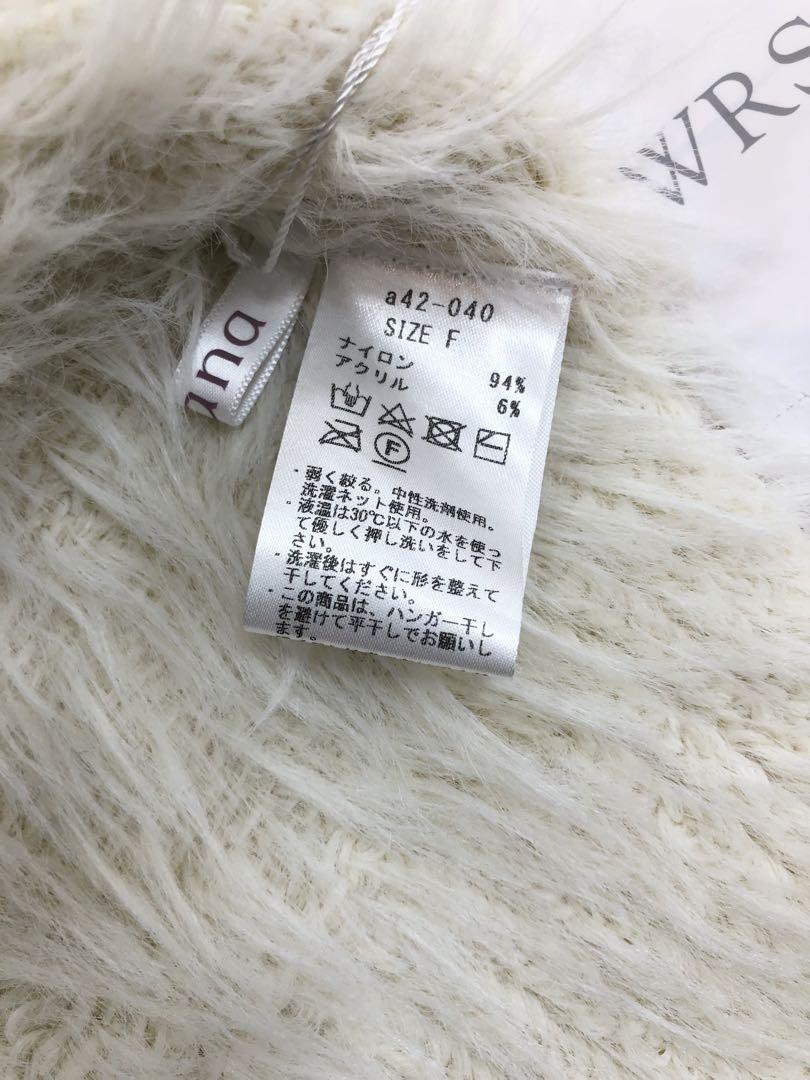 WRS
una
a42-040
SIZE F
ナイロン 94%
アクリル 6%
F
・弱く絞る。中性洗剤使用。
洗濯ネット使用。
・液温は30℃以下の水を使っ
て優しく押し洗いをして下
さい。
・洗濯後はすぐに形を整えて
干してください。
・この商品は、ハンガー干し
を避けて平干しでお願いし
ます。